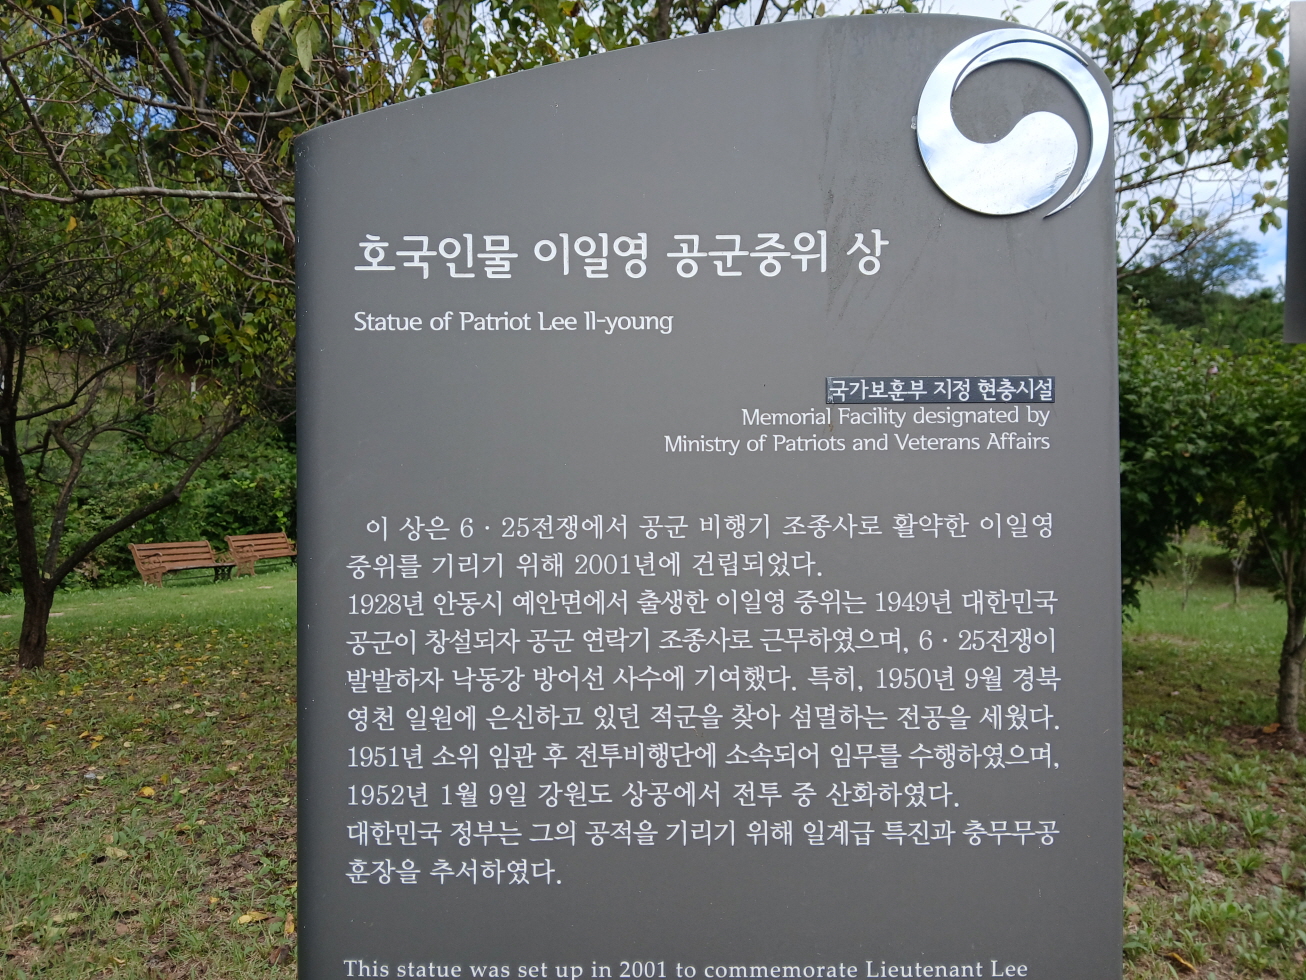 호국인물 이일영 공군중위 상
Statue of Patriot Lee Il-young
국가보훈부 지정 현충시설
Memorial Facility designated by
Ministry of Patriots and Veterans Affairs
이 상은 6 · 25전쟁에서 공군 비행기 조종사로 활약한 이일영
중위를 기리기 위해 2001년에 건립되었다.
1928년 안동시 예안면에서 출생한 이일영 중위는 1949년 대한민국
공군이 창설되자 공군 연락기 조종사로 근무하였으며, 6 · 25전쟁이
발발하자 낙동강 방어선 사수에 기여했다. 특히, 1950년 9월 경북
영천 일원에 은신하고 있던 적군을 찾아 섬멸하는 전공을 세웠다.
1951년 소위 임관 후 전투비행단에 소속되어 임무를 수행하였으며,
1952년 1월 9일 강원도 상공에서 전투 중 산화하였다.
대한민국 정부는 그의 공적을 기리기 위해 일계급 특진과 충무무공
훈장을 추서하였다.
This statue was set up in 2001 to commemorate Lieutenant Lee